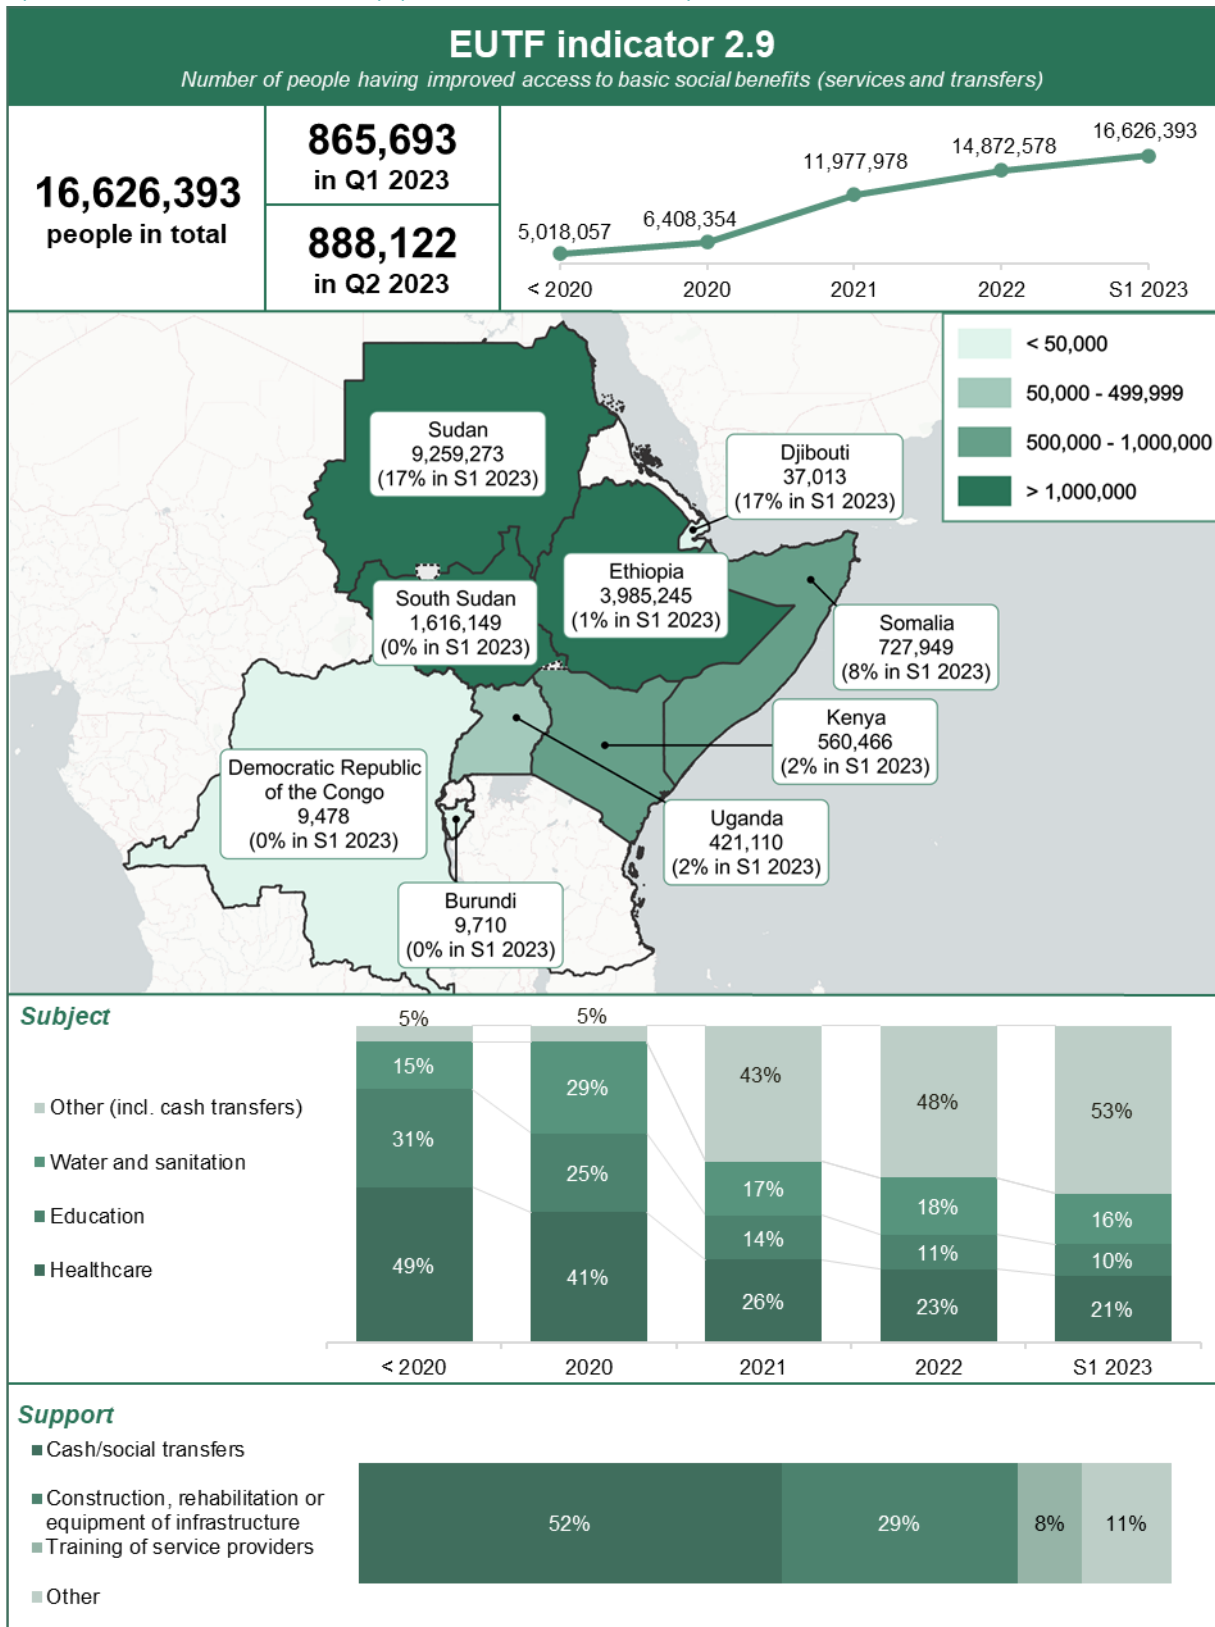 EUTF indicator 2.9
Number of people having improved access to basic social benefits (services and transfers)
16,626,393
people in total
865,693
in Q1 2023
888,122
in Q2 2023
5,018,057
6,408,354
11,977,978
14,872,578
16,626,393
< 2020
2020
2021
2022
S1 2023
< 50,000
50,000 - 499,999
500,000 - 1,000,000
> 1,000,000
Sudan
9,259,273
(17% in S1 2023)
Djibouti
37,013
(17% in S1 2023)
Ethiopia
3,985,245
(1% in S1 2023)
South Sudan
1,616,149
(0% in S1 2023)
Somalia
727,949
(8% in S1 2023)
Kenya
560,466
(2% in S1 2023)
Democratic Republic
of the Congo
9,478
(0% in S1 2023)
Uganda
421,110
(2% in S1 2023)
Burundi
9,710
(0% in S1 2023)
Subject
Other (incl. cash transfers)
Water and sanitation
Education
Healthcare
5%
15%
31%
49%
5%
29%
25%
41%
43%
17%
14%
26%
48%
18%
11%
23%
53%
16%
10%
21%
< 2020
2020
2021
2022
S1 2023
Support
Cash/social transfers
Construction, rehabilitation or
equipment of infrastructure
Training of service providers
Other
52%
29%
8%
11%